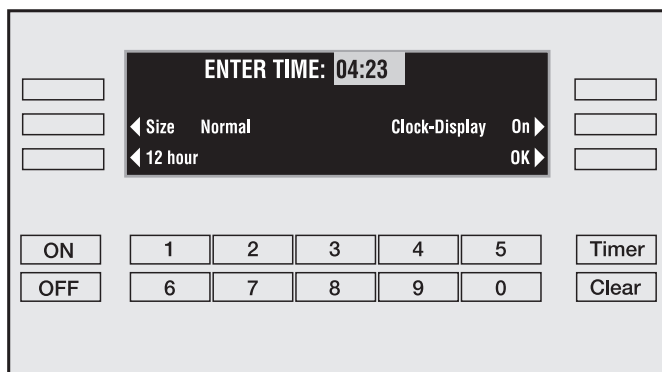 ENTER TIME: 04:23
Size Normal Clock-Display On
12 hour OK
ON 1 2 3 4 5 Timer
OFF 6 7 8 9 0 Clear